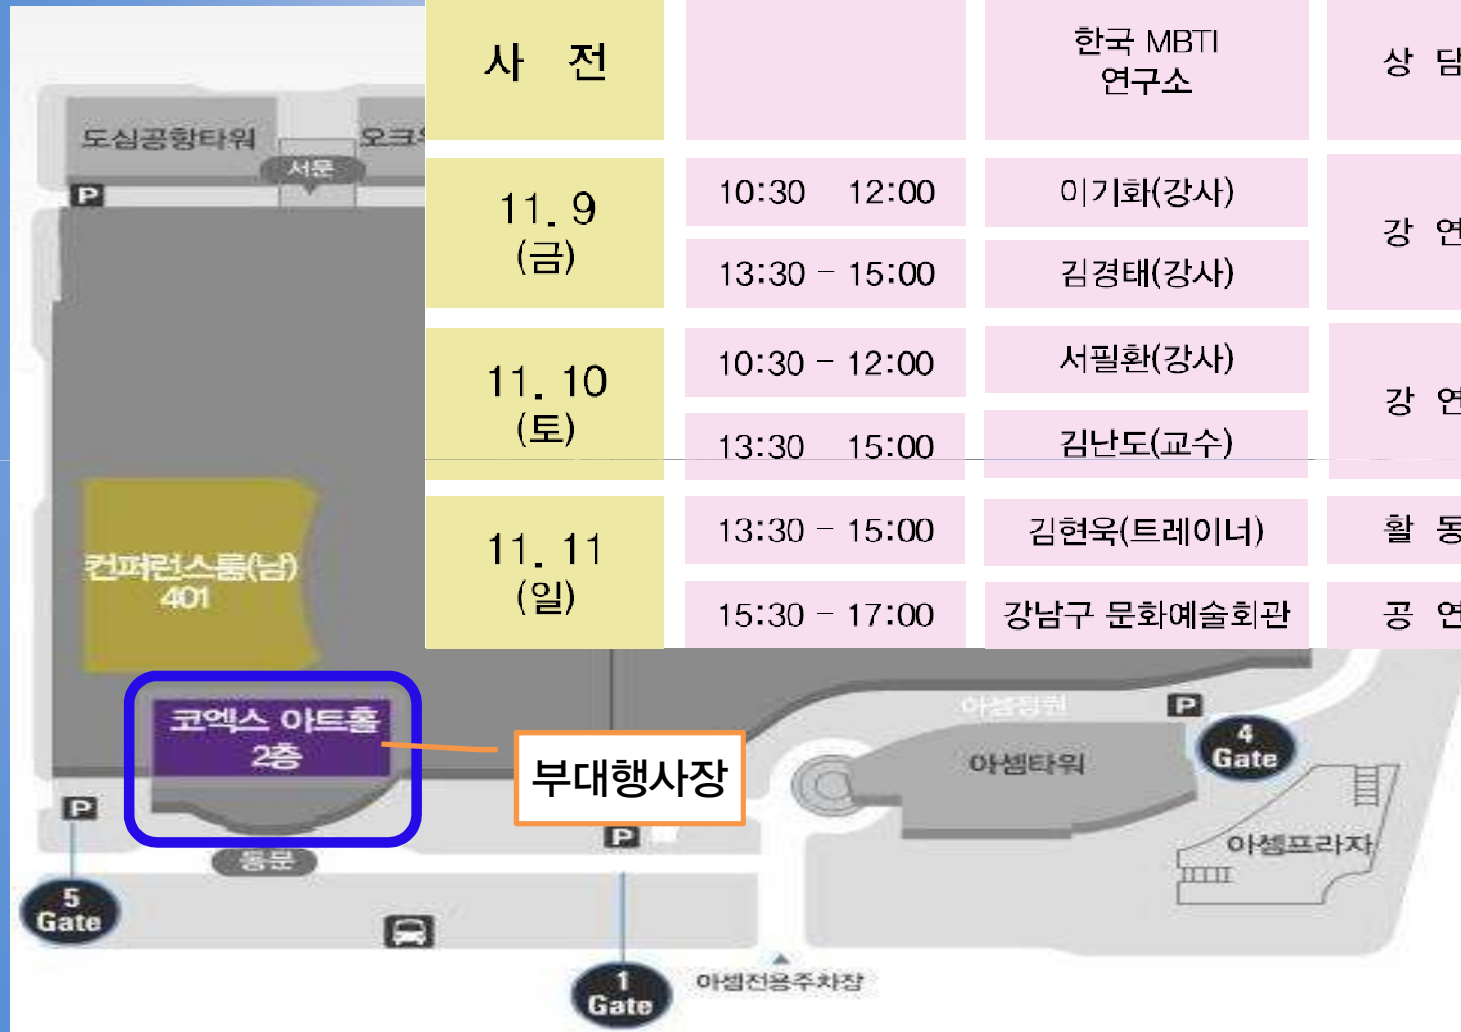 사 전
한국 MBTI
연구소
상 담
11. 9
(금)
10:30 12:00
이기화(강사)
강 연
13:30 - 15:00
김경태(강사)
11. 10
(토)
10:30 - 12:00
서필환(강사)
강 연
13:30 15:00
김난도(교수)
11. 11
(일)
13:30 - 15:00
김현욱(트레이너)
활 동
15:30 - 17:00
강남구 문화예술회관
공 연
도심공항타워
오크
서문
P
컨퍼런스룸(남)
401
코엑스 아트홀
2층
부대행사장
아셈정원
P
4
Gate
아셈타워
P
P
동문
아셈프라자
5
Gate
1
Gate
아셈전용주차장